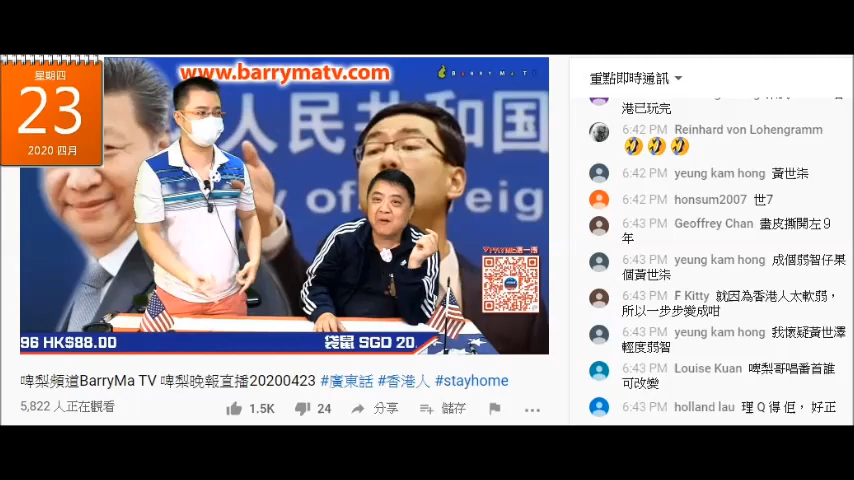 星期四
23
2020 四月
www.barrymatv.com
BARRYMATV
人民共和國
y of Foreign
96 HK$88.00
袋鼠 SGD 20
啤梨頻道BarryMa TV 啤梨晚報直播20200423 #廣東話 #香港人 #stayhome
5,822 人正在觀看
1.5K
24
分享
儲存
重點即時通訊
港已玩完
6:42 PM Reinhard von Lohengramm
🤣🤣🤣
6:42 PM yeung kam hong 黃世柒
6:42 PM honsum2007 世7
6:43 PM Geoffrey Chan 畫皮撕開左９
年
6:43 PM yeung kam hong 成個弱智仔果
個黃世柒
6:43 PM F Kitty 就因為香港人太軟弱，
所以一步步變成咁
6:43 PM yeung kam hong 我懷疑黃世澤
輕度弱智
6:43 PM Louise Kuan 啤梨哥唱番首誰
可改變
6:43 PM holland lau 理 Q 得 佢， 好正